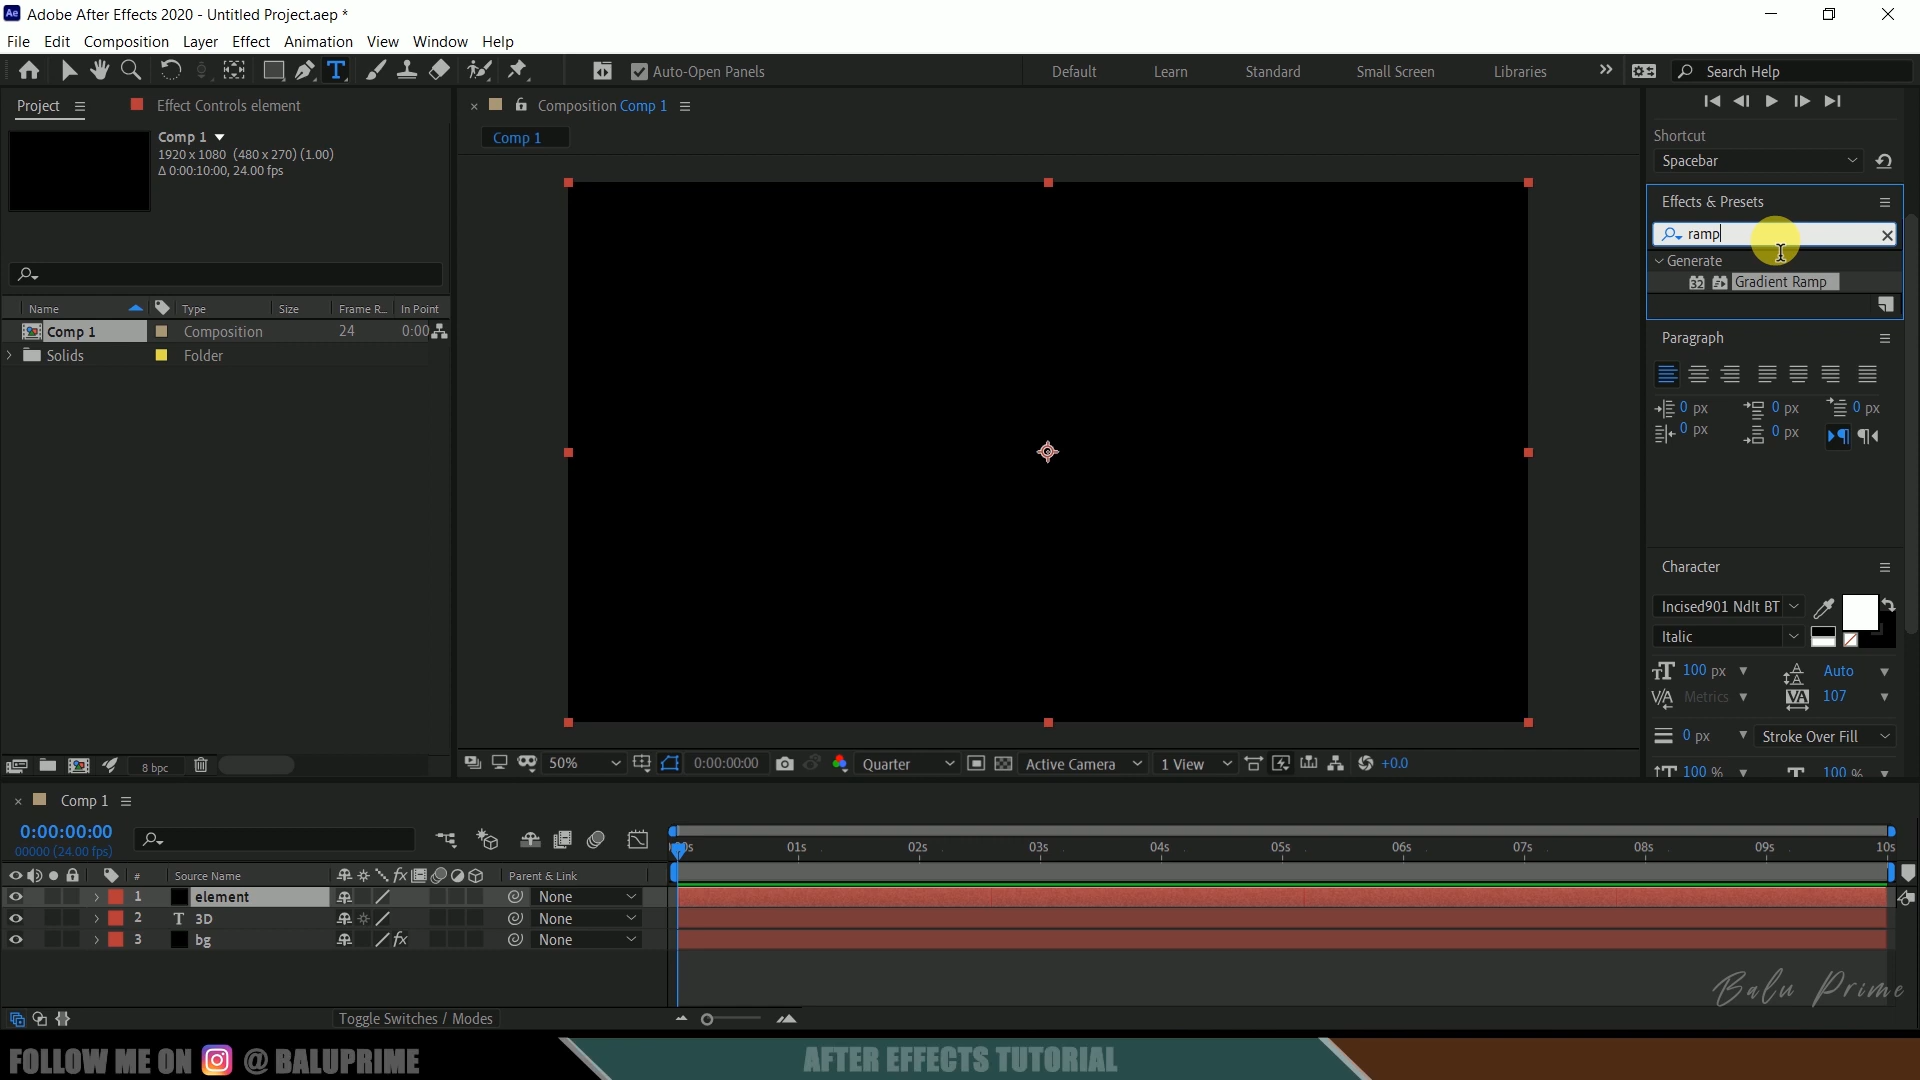 Ae Adobe After Effects 2020 - Untitled Project.aep *
File Edit Composition Layer Effect Animation View Window Help
Auto-Open Panels Default Learn Standard Small Screen Libraries Search Help
Project Effect Controls element
Composition Comp 1
Comp 1
Comp 1
1920 x 1080 (480 x 270) (1.00)
Δ 0:00:10:00, 24.00 fps
Name Type Size Frame R... In Point
Comp 1 Composition 24 0:00
Solids Folder
8 bpc
50% 0:00:00:00 Quarter Active Camera 1 View +0.0
Shortcut
Spacebar
Effects & Presets
ramp
Generate
32 Gradient Ramp
Paragraph
0 px 0 px 0 px
0 px 0 px
Character
Incised901 NdIt BT
Italic
100 px Auto
Metrics 107
0 px Stroke Over Fill
100 % 100 %
Comp 1
0:00:00:00
00000 (24.00 fps)
01s 02s 03s 04s 05s 06s 07s 08s 09s 10s
# Source Name Parent & Link
1 element None
2 T 3D None
3 bg fx None
Toggle Switches / Modes
Balu Prime
FOLLOW ME ON @ BALUPRIME
AFTER EFFECTS TUTORIAL